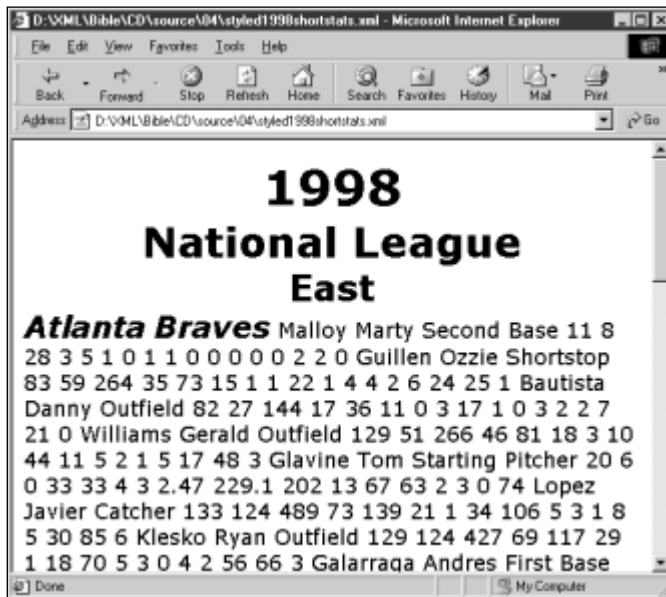 D:\XML\Bible\CD\source\04\styled1998shortstats.xml - Microsoft Internet Explorer
File Edit View Favorites Tools Help
Back Forward Stop Refresh Home Search Favorites History Mail Print »
Address D:\XML\Bible\CD\source\04\styled1998shortstats.xml Go
1998
National League
East
Atlanta Braves Malloy Marty Second Base 11 8
28 3 5 1 0 1 1 0 0 0 0 0 2 2 0 Guillen Ozzie Shortstop
83 59 264 35 73 15 1 1 22 1 4 4 2 6 24 25 1 Bautista
Danny Outfield 82 27 144 17 36 11 0 3 17 1 0 3 2 2 7
21 0 Williams Gerald Outfield 129 51 266 46 81 18 3 10
44 11 5 2 1 5 17 48 3 Glavine Tom Starting Pitcher 20 6
0 33 33 4 3 2.47 229.1 202 13 67 63 2 3 0 74 Lopez
Javier Catcher 133 124 489 73 139 21 1 34 106 5 3 1 8
5 30 85 6 Klesko Ryan Outfield 129 124 427 69 117 29
1 18 70 5 3 0 4 2 56 66 3 Galarraga Andres First Base
Done My Computer